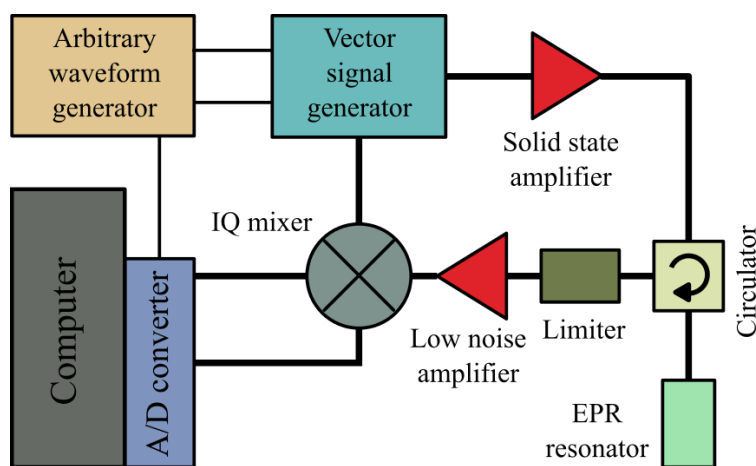 Arbitrary
waveform
generator
Vector
signal
generator
Solid state
amplifier
IQ mixer
Circulator
Computer
A/D converter
Low noise
amplifier
Limiter
EPR
resonator